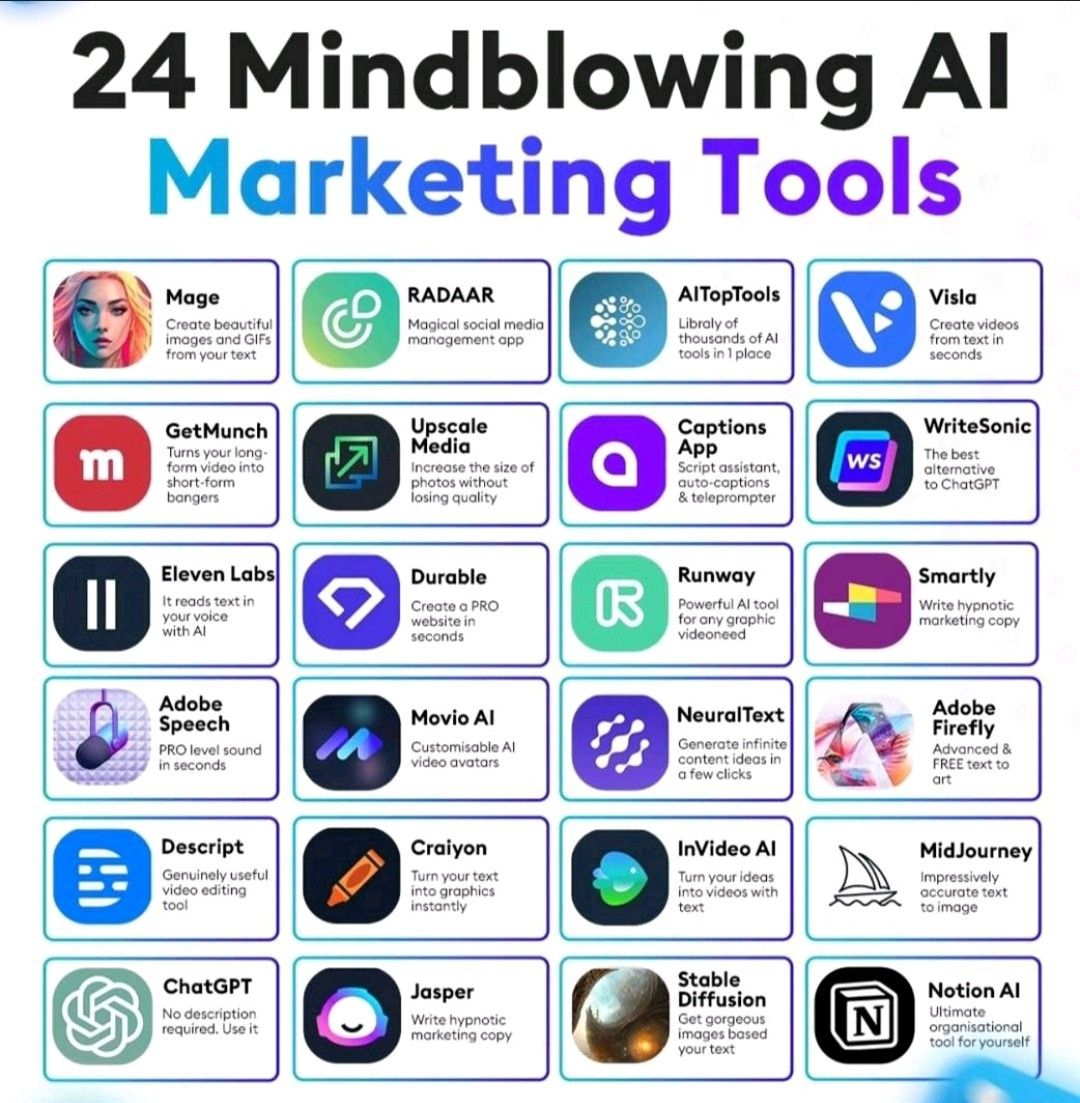 24 Mindblowing AI
Marketing Tools
Mage
Create beautiful
images and GIFs
from your text
RADAAR
Magical social media
management app
AITopTools
Libraly of
thousands of AI
tools in 1 place
Visla
Create videos
from text in
seconds
m
GetMunch
Turns your long-
form video into
short-form
bangers
Upscale
Media
Increase the size of
photos without
losing quality
Captions
App
Script assistant,
auto-captions
& teleprompter
WS
WriteSonic
The best
alternative
to ChatGPT
Eleven Labs
It reads text in
your voice
with AI
Durable
Create a PRO
website in
seconds
R
Runway
Powerful AI tool
for any graphic
videoneed
Smartly
Write hypnotic
marketing copy
Adobe
Speech
PRO level sound
in seconds
Movio AI
Customisable AI
video avatars
NeuralText
Generate infinite
content ideas in
a few clicks
Adobe
Firefly
Advanced &
FREE text to
art
Descript
Genuinely useful
video editing
tool
Craiyon
Turn your text
into graphics
instantly
InVideo AI
Turn your ideas
into videos with
text
MidJourney
Impressively
accurate text
to image
ChatGPT
No description
required. Use it
Jasper
Write hypnotic
marketing copy
Stable
Diffusion
Get gorgeous
images based
your text
N
Notion AI
Ultimate
organisational
tool for yourself